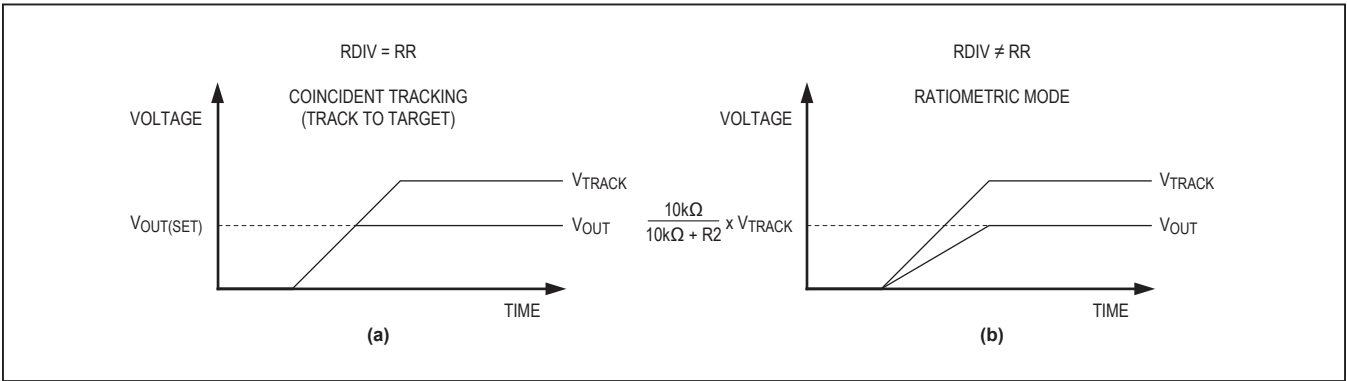 RDIV = RR
COINCIDENT TRACKING
(TRACK TO TARGET)
VOLTAGE
VTRACK
VOUT(SET)
VOUT
TIME
(a)
RDIV ≠ RR
RATIOMETRIC MODE
VOLTAGE
VTRACK
10kΩ
10kΩ + R2
x VTRACK
VOUT
TIME
(b)